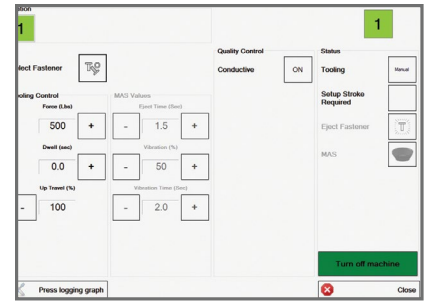 ation
1
1
lect Fastener
Quality Control
Conductive
ON
Status
Tooling
Manual
Setup Stroke
Required
Eject Fastener
MAS
ooling Control
Force (Lbs)
500
+
Dwell (sec)
0.0
+
Up Travel (%)
-
100
MAS Values
Eject Time (Sec)
-
1.5
+
Vibration (%)
-
50
+
Vibration Time (Sec)
-
2.0
+
Turn off machine
Press logging graph
Close